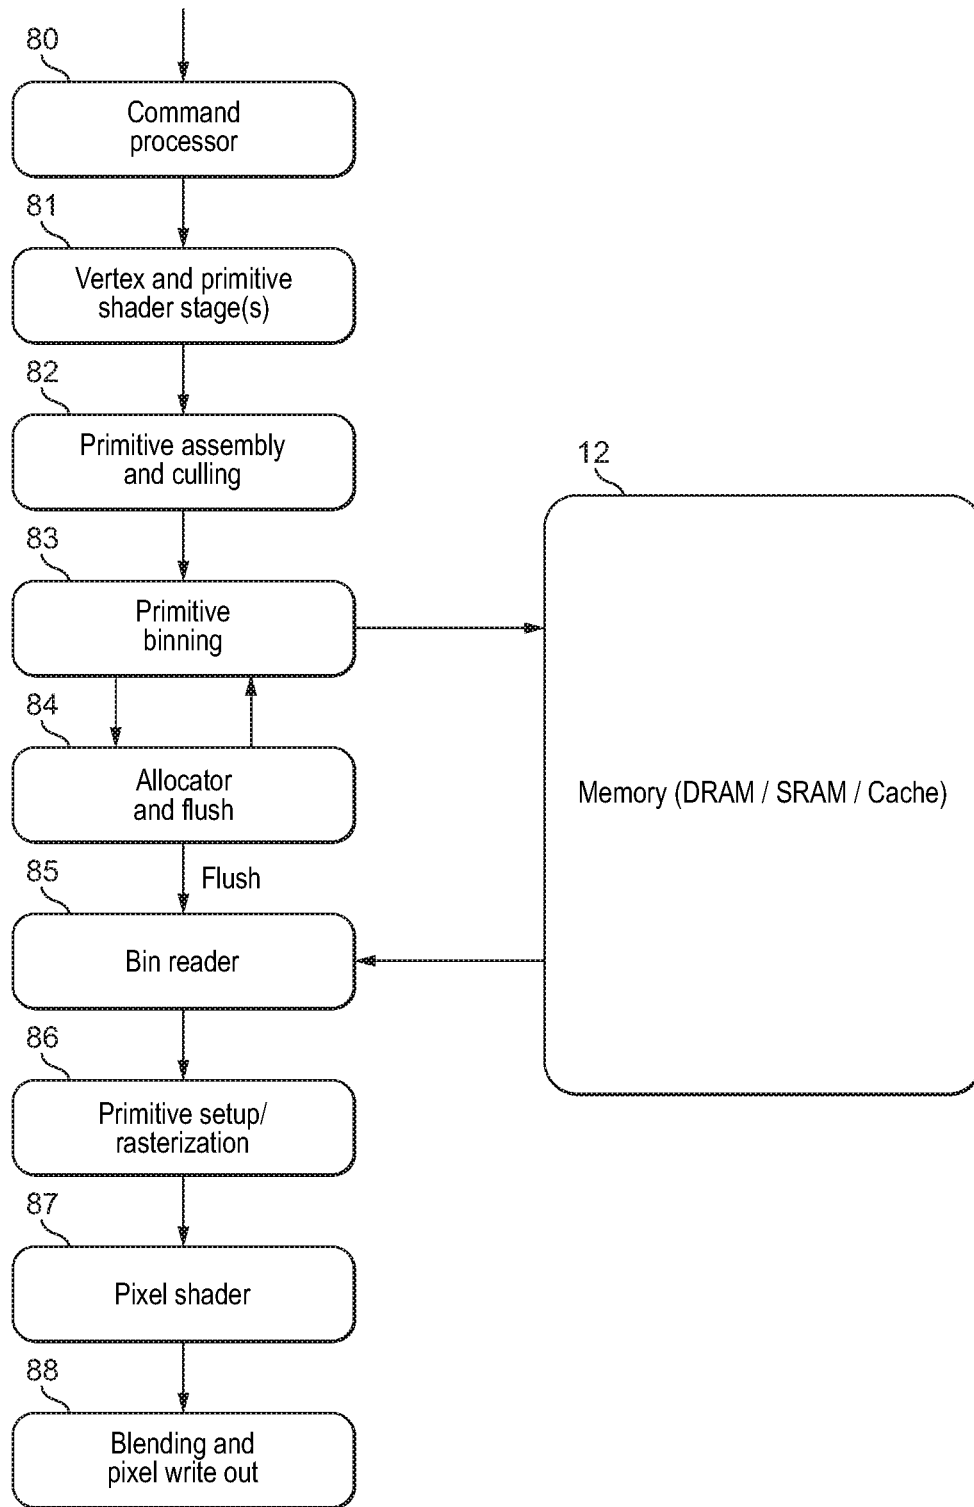 80
Command
processor
81
Vertex and primitive
shader stage(s)
82
Primitive assembly
and culling
12
83
Primitive
binning
84
Allocator
and flush
Memory (DRAM / SRAM / Cache)
Flush
85
Bin reader
86
Primitive setup/
rasterization
87
Pixel shader
88
Blending and
pixel write out